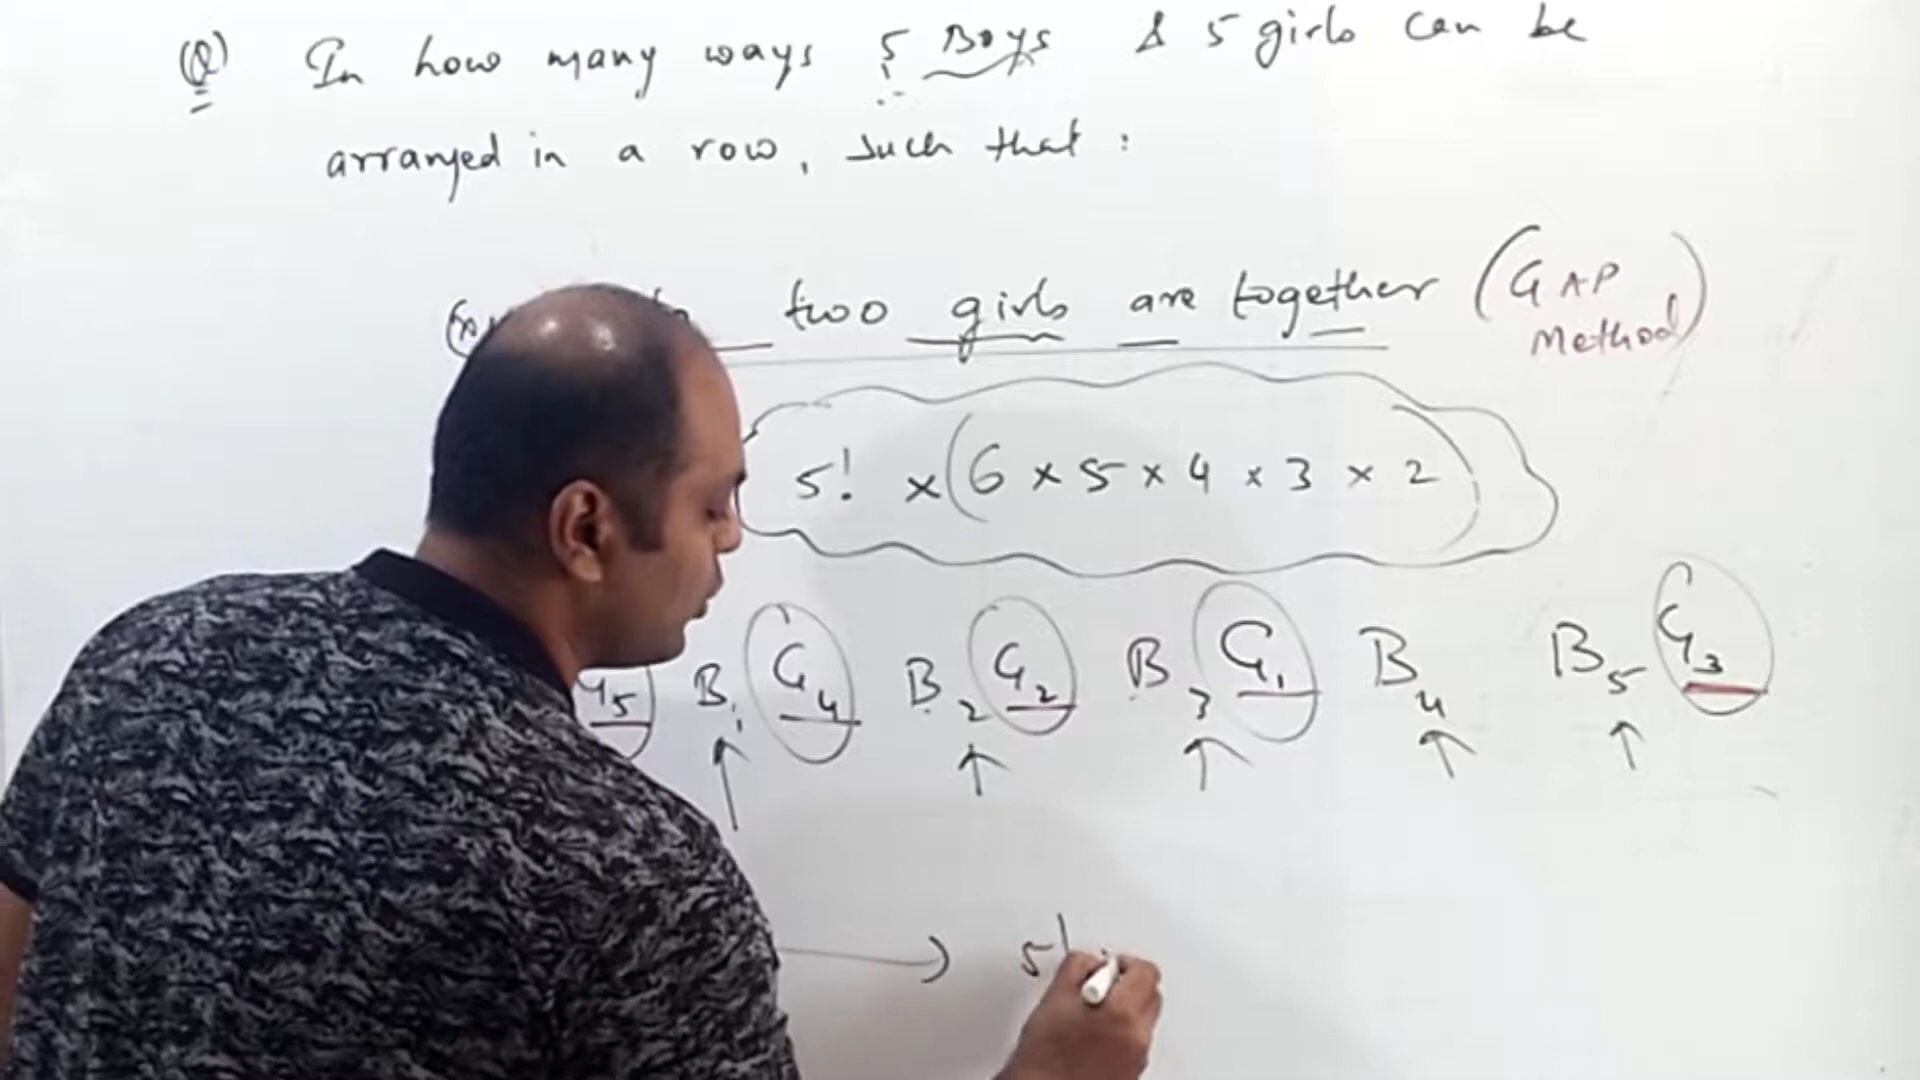 (Q) In how many ways 5 Boys & 5 girls can be
arranged in a row, such that :
two girls are together (GAP
Method)
5! × (6 × 5 × 4 × 3 × 2)
G5 B1 G4 B2 G2 B3 G1 B4 B5 G3
↑ ↑ ↑ ↑ ↑
→ 5!